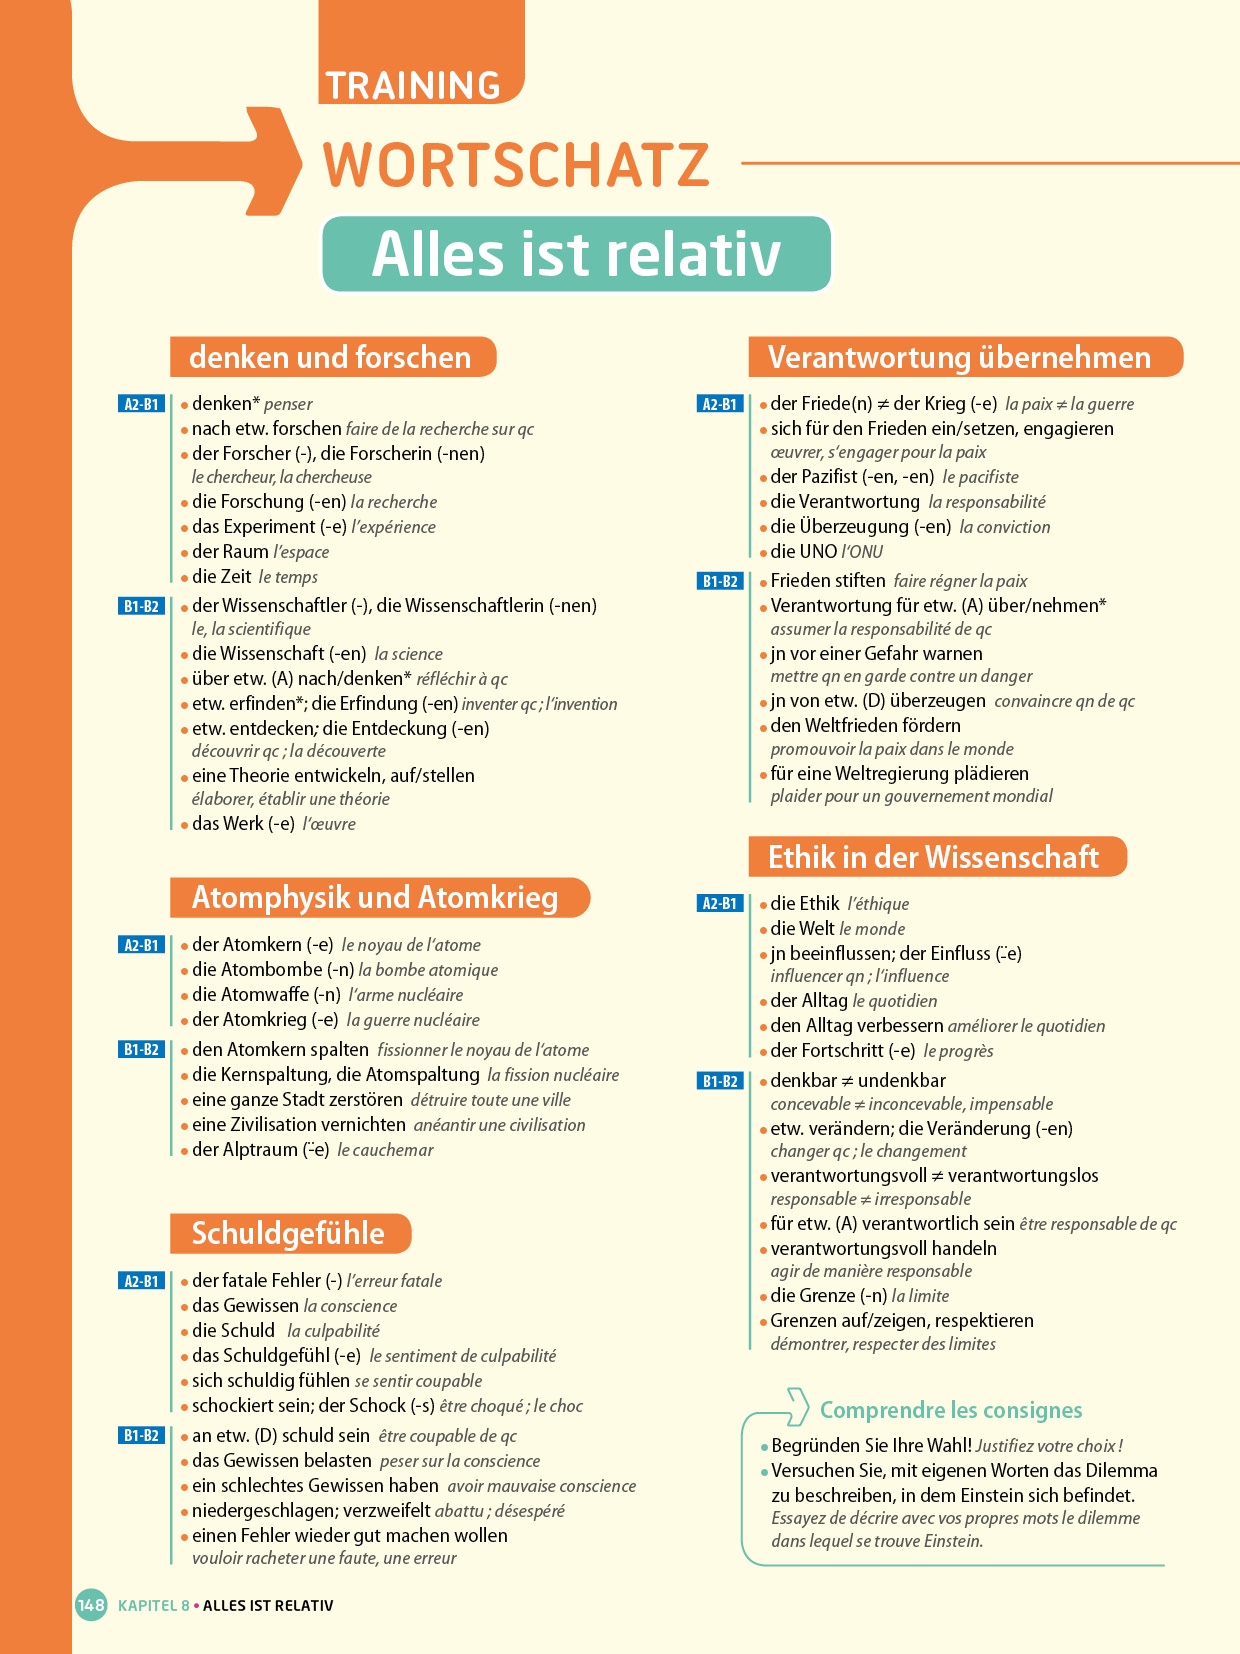 TRAINING
WORTSCHATZ
Alles ist relativ
denken und forschen
A2-B1
• denken* penser
• nach etw. forschen faire de la recherche sur qc
• der Forscher (-), die Forscherin (-nen)
le chercheur, la chercheuse
• die Forschung (-en) la recherche
• das Experiment (-e) l'expérience
• der Raum l'espace
• die Zeit le temps
B1-B2
• der Wissenschaftler (-), die Wissenschaftlerin (-nen)
le, la scientifique
• die Wissenschaft (-en) la science
• über etw. (A) nach/denken* réfléchir à qc
• etw. erfinden*; die Erfindung (-en) inventer qc ; l'invention
• etw. entdecken; die Entdeckung (-en)
découvrir qc ; la découverte
• eine Theorie entwickeln, auf/stellen
élaborer, établir une théorie
• das Werk (-e) l'œuvre
Atomphysik und Atomkrieg
A2-B1
• der Atomkern (-e) le noyau de l'atome
• die Atombombe (-n) la bombe atomique
• die Atomwaffe (-n) l'arme nucléaire
• der Atomkrieg (-e) la guerre nucléaire
B1-B2
• den Atomkern spalten fissionner le noyau de l'atome
• die Kernspaltung, die Atomspaltung la fission nucléaire
• eine ganze Stadt zerstören détruire toute une ville
• eine Zivilisation vernichten anéantir une civilisation
• der Alptraum (¨-e) le cauchemar
Schuldgefühle
A2-B1
• der fatale Fehler (-) l'erreur fatale
• das Gewissen la conscience
• die Schuld la culpabilité
• das Schuldgefühl (-e) le sentiment de culpabilité
• sich schuldig fühlen se sentir coupable
• schockiert sein; der Schock (-s) être choqué ; le choc
B1-B2
• an etw. (D) schuld sein être coupable de qc
• das Gewissen belasten peser sur la conscience
• ein schlechtes Gewissen haben avoir mauvaise conscience
• niedergeschlagen; verzweifelt abattu ; désespéré
• einen Fehler wieder gut machen wollen
vouloir racheter une faute, une erreur
Verantwortung übernehmen
A2-B1
• der Friede(n) ≠ der Krieg (-e) la paix ≠ la guerre
• sich für den Frieden ein/setzen, engagieren
œuvrer, s'engager pour la paix
• der Pazifist (-en, -en) le pacifiste
• die Verantwortung la responsabilité
• die Überzeugung (-en) la conviction
• die UNO l'ONU
B1-B2
• Frieden stiften faire régner la paix
• Verantwortung für etw. (A) über/nehmen*
assumer la responsabilité de qc
• jn vor einer Gefahr warnen
mettre qn en garde contre un danger
• jn von etw. (D) überzeugen convaincre qn de qc
• den Weltfrieden fördern
promouvoir la paix dans le monde
• für eine Weltregierung plädieren
plaider pour un gouvernement mondial
Ethik in der Wissenschaft
A2-B1
• die Ethik l'éthique
• die Welt le monde
• jn beeinflussen; der Einfluss (¨-e)
influencer qn ; l'influence
• der Alltag le quotidien
• den Alltag verbessern améliorer le quotidien
• der Fortschritt (-e) le progrès
B1-B2
• denkbar ≠ undenkbar
concevable ≠ inconcevable, impensable
• etw. verändern; die Veränderung (-en)
changer qc ; le changement
• verantwortungsvoll ≠ verantwortungslos
responsable ≠ irresponsable
• für etw. (A) verantwortlich sein être responsable de qc
• verantwortungsvoll handeln
agir de manière responsable
• die Grenze (-n) la limite
• Grenzen auf/zeigen, respektieren
démontrer, respecter des limites
Comprendre les consignes
• Begründen Sie Ihre Wahl! Justifiez votre choix !
• Versuchen Sie, mit eigenen Worten das Dilemma
zu beschreiben, in dem Einstein sich befindet.
Essayez de décrire avec vos propres mots le dilemme
dans lequel se trouve Einstein.
148 KAPITEL 8 • ALLES IST RELATIV